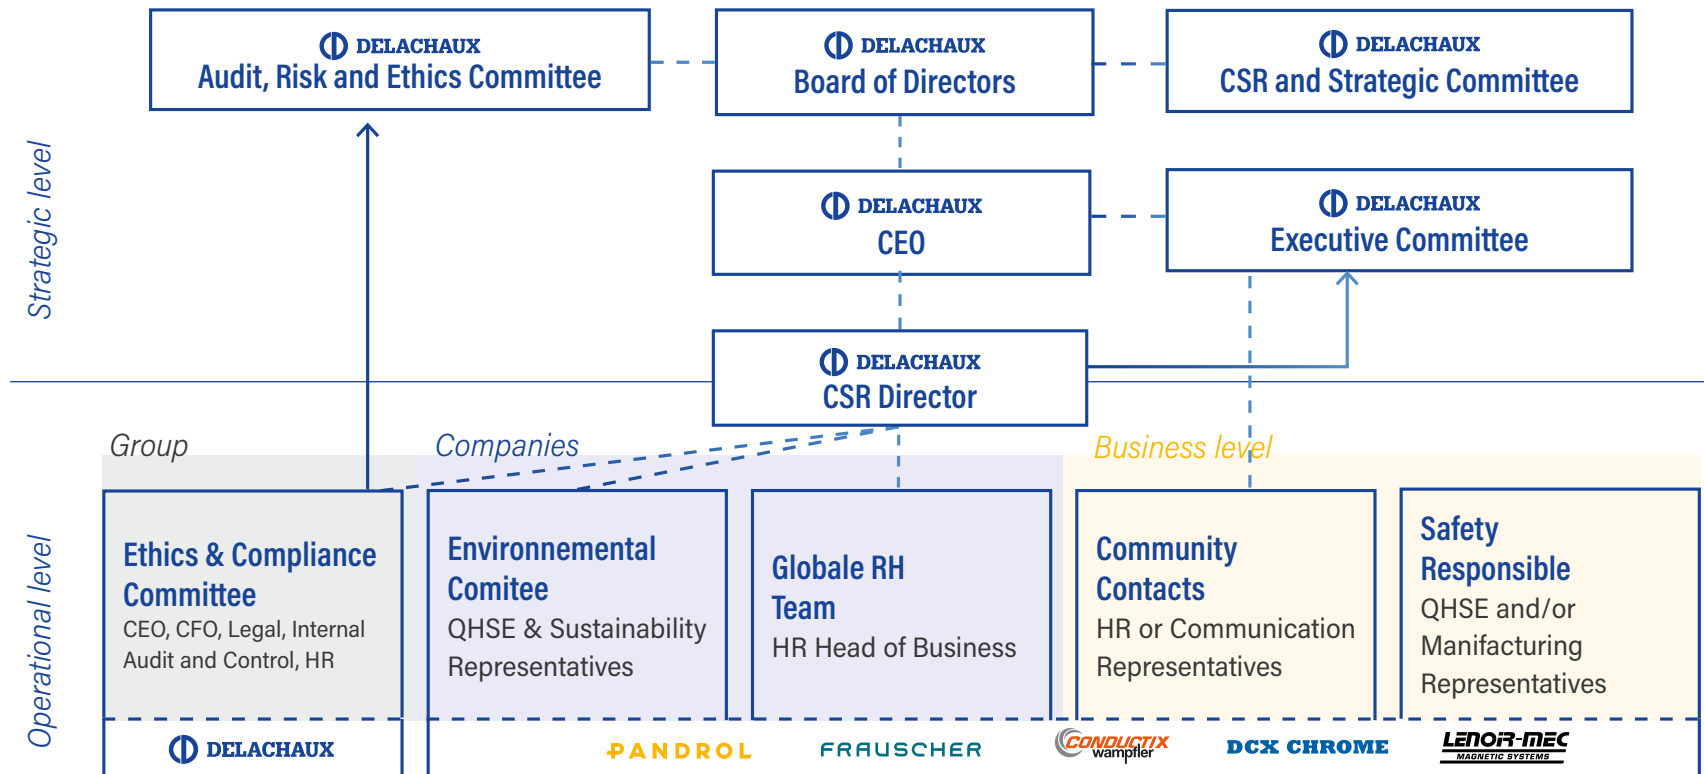 DELACHAUX
Audit, Risk and Ethics Committee
DELACHAUX
Board of Directors
DELACHAUX
CSR and Strategic Committee
Strategic level
DELACHAUX
CEO
DELACHAUX
Executive Committee
DELACHAUX
CSR Director
Group
Companies
Business level
Operational level
Ethics & Compliance
Committee
CEO, CFO, Legal, Internal
Audit and Control, HR
Environnemental
Comitee
QHSE & Sustainability
Representatives
Globale RH
Team
HR Head of Business
Community
Contacts
HR or Communication
Representatives
Safety
Responsible
QHSE and/or
Manifacturing
Representatives
DELACHAUX
PANDROL
FRAUSCHER
CONDUCTIX
wampfler
DCX CHROME
LENOIR-MEC
MAGNETIC SYSTEMS